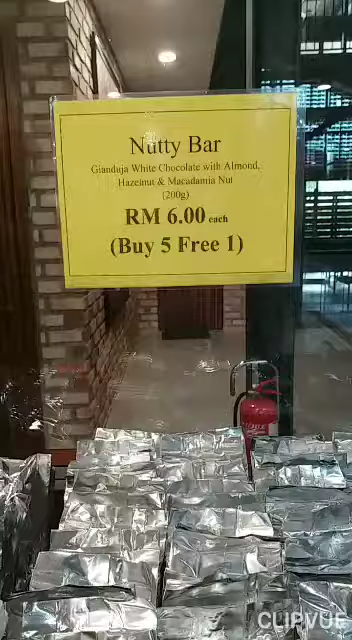 Nutty Bar
Gianduja White Chocolate with Almond,
Hazelnut & Macadamia Nut
(200g)
RM 6.00 each
(Buy 5 Free 1)
CLIPVUE